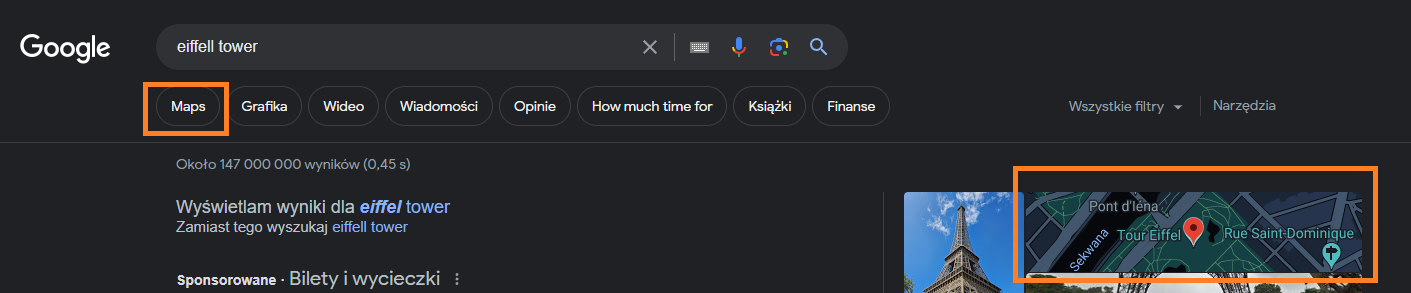 Google
eiffell tower
Maps
Grafika
Wideo
Wiadomości
Opinie
How much time for
Książki
Finanse
Wszystkie filtry
Narzędzia
Około 147 000 000 wyników (0,45 s)
Wyświetlam wyniki dla eiffel tower
Zamiast tego wyszukaj eiffell tower
Sponsorowane · Bilety i wycieczki
Pont d'Iéna
Tour Eiffel
Rue Saint-Dominique
Sekwana